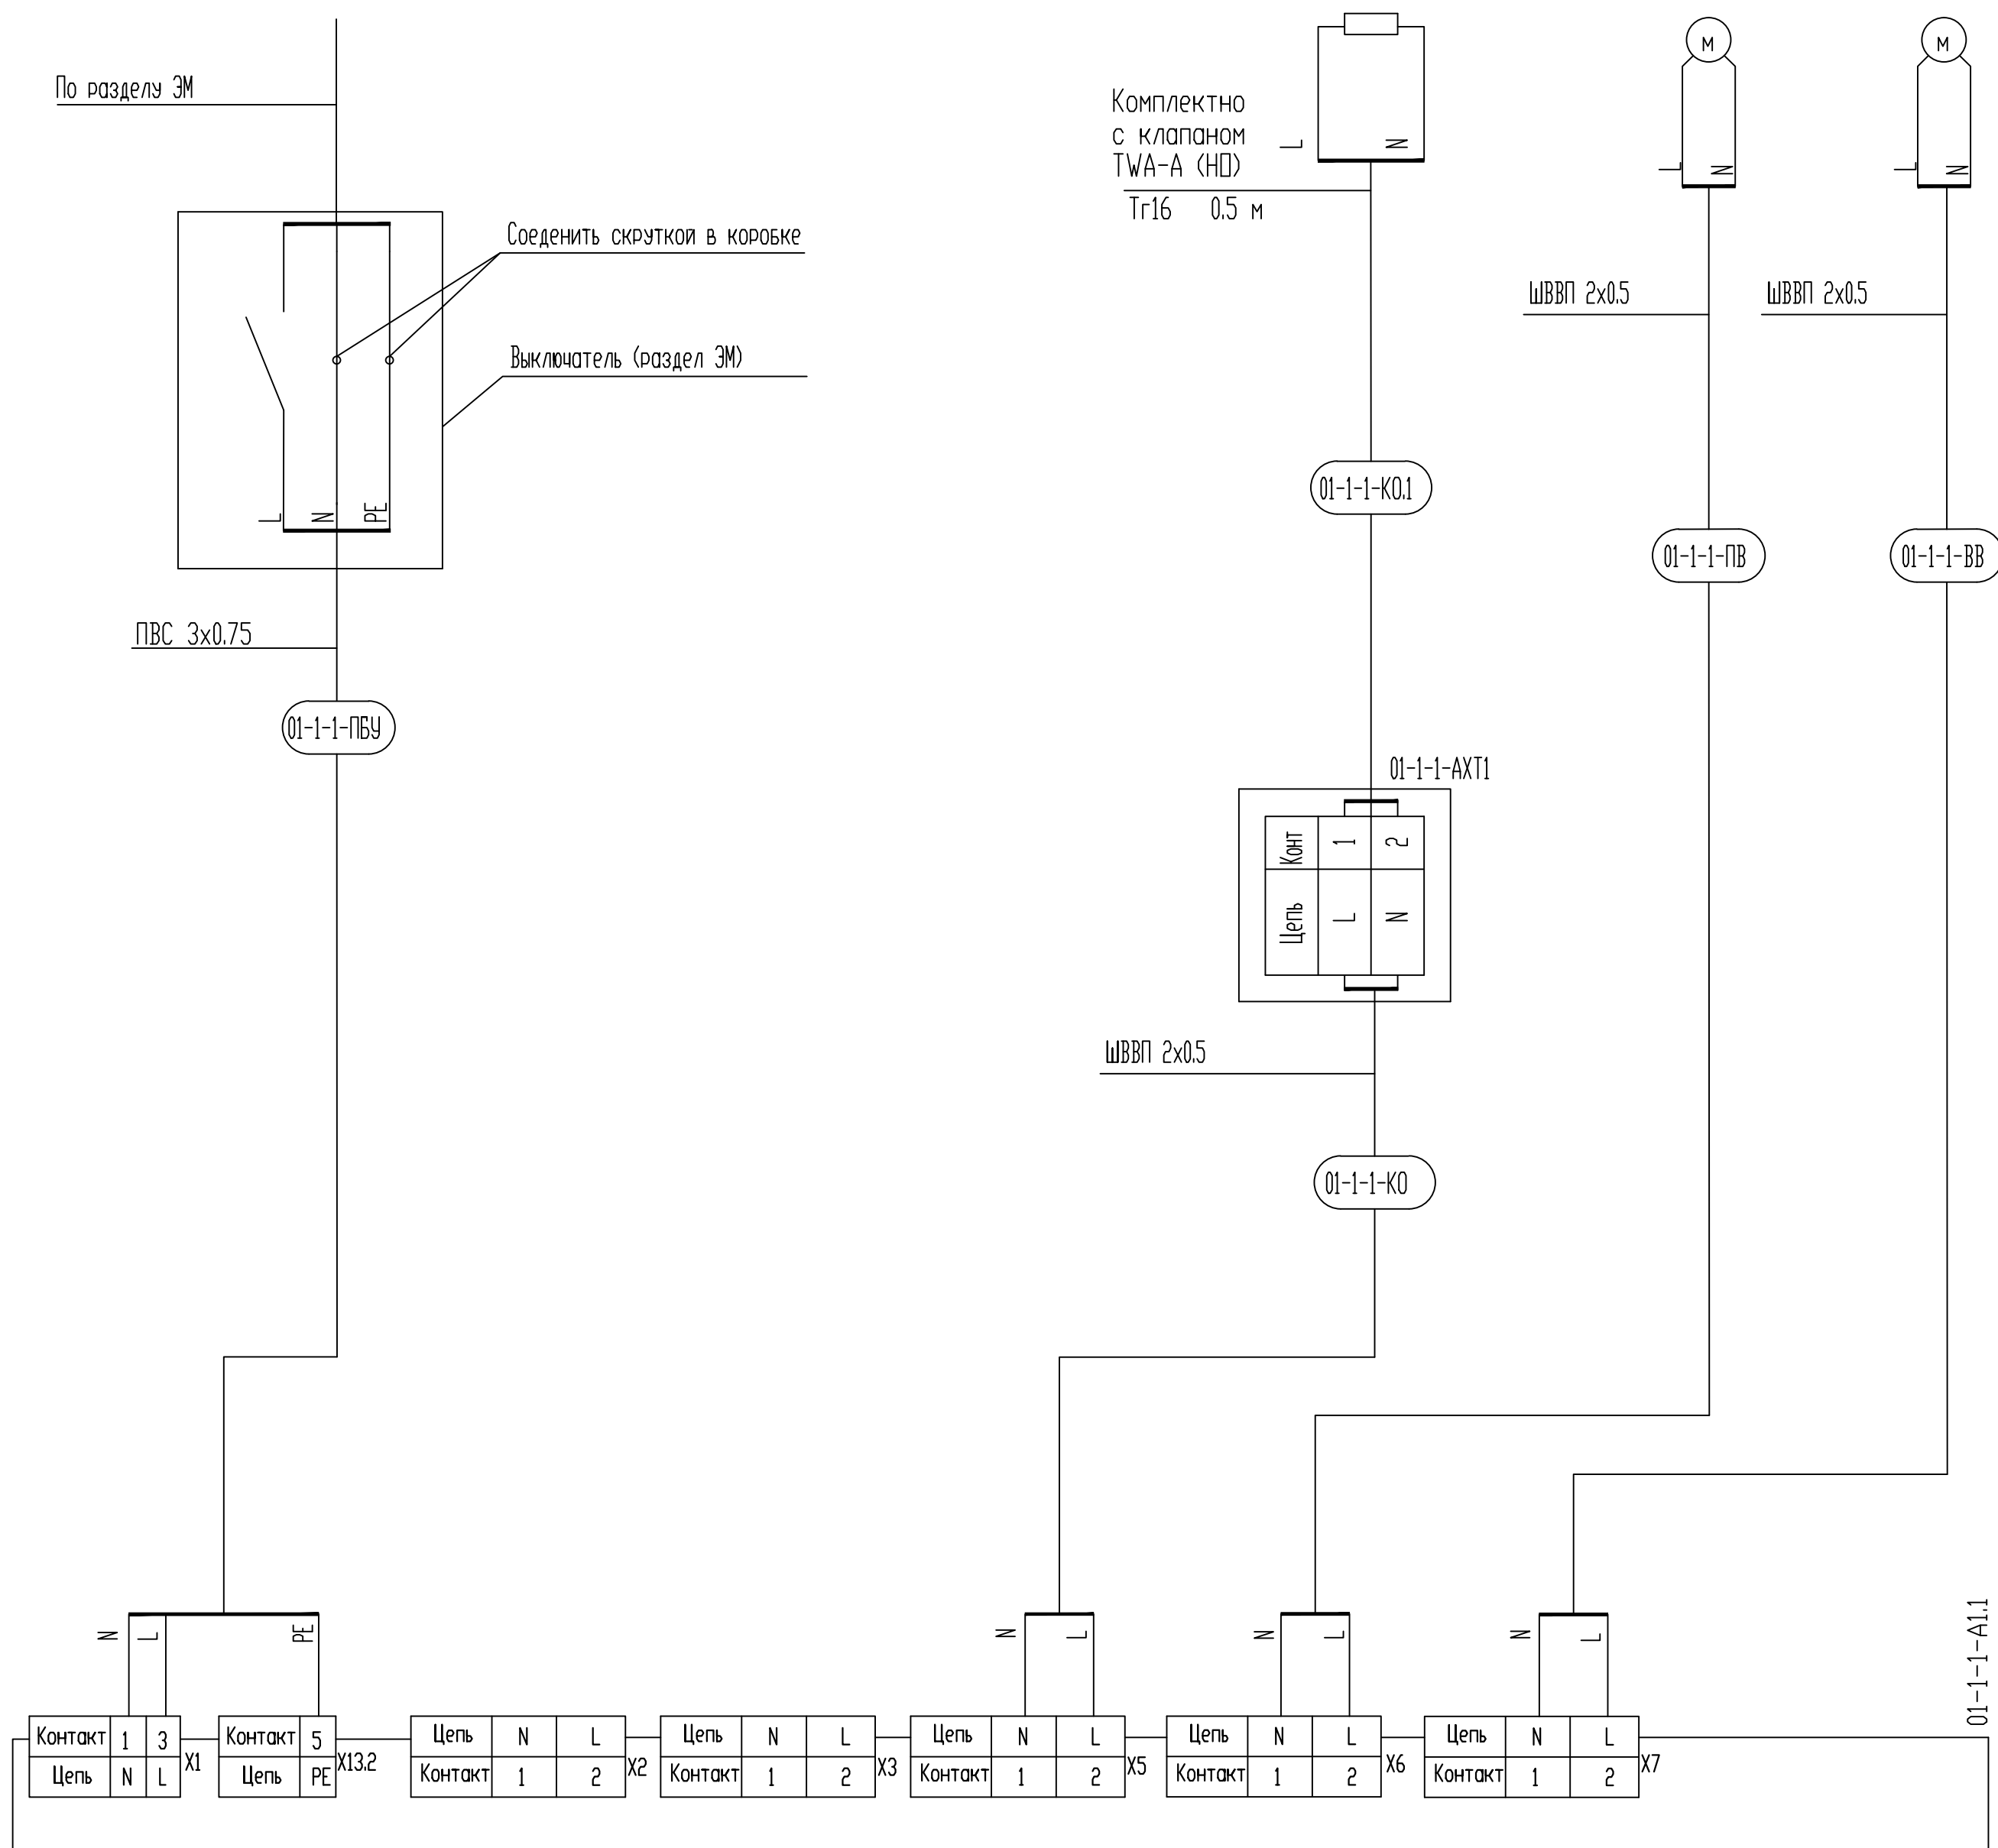 По разделу ЭМ
Соеденить скруткой в коробке
Выключатель (раздел ЭМ)
L N PE
ПВС 3х0.75
01-1-1-ПБУ
Комплектно
с клапаном
TWA-A (НО)
Тг16 0.5 м
L N
01-1-1-КО.1
01-1-1-АХТ1
Конт 1 2
Цепь L N
ШВВП 2х0.5
01-1-1-КО
М
L N
ШВВП 2х0.5
01-1-1-ПВ
М
L N
ШВВП 2х0.5
01-1-1-ВВ
N L PE
N L
N L
N L
01-1-1-А1.1
Контакт 1 3
Цепь N L
X1
Контакт 5
Цепь PE
X13.2
Цепь N L
Контакт 1 2
X2
Цепь N L
Контакт 1 2
X3
Цепь N L
Контакт 1 2
X5
Цепь N L
Контакт 1 2
X6
Цепь N L
Контакт 1 2
X7